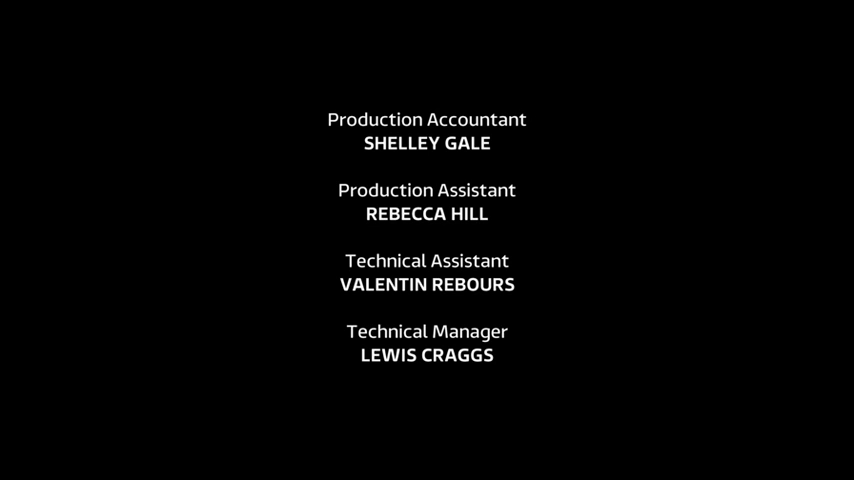 Production Accountant
SHELLEY GALE
Production Assistant
REBECCA HILL
Technical Assistant
VALENTIN REBOURS
Technical Manager
LEWIS CRAGGS